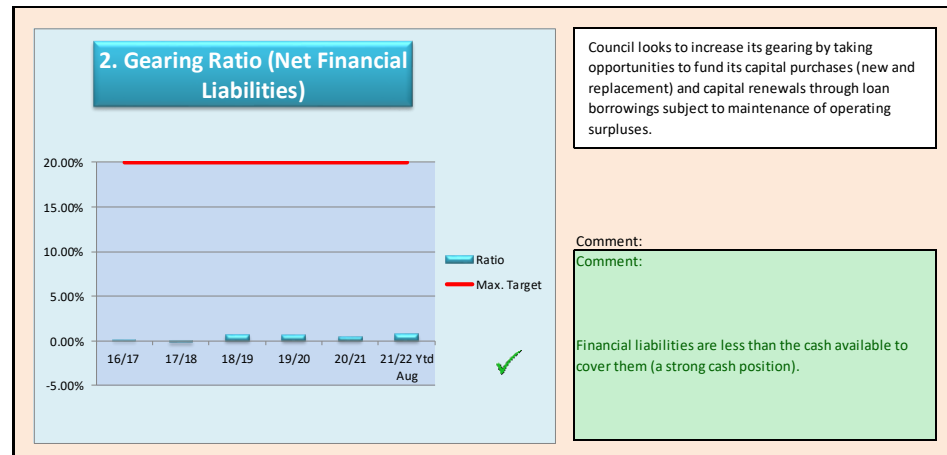 2. Gearing Ratio (Net Financial
Liabilities)
Council looks to increase its gearing by taking
opportunities to fund its capital purchases (new and
replacement) and capital renewals through loan
borrowings subject to maintenance of operating
surpluses.
20.00%
15.00%
10.00%
5.00%
0.00%
-5.00%
16/17
17/18
18/19
19/20
20/21
21/22 Ytd
Aug
Ratio
Max. Target
Comment:
Comment:
Financial liabilities are less than the cash available to
cover them (a strong cash position).